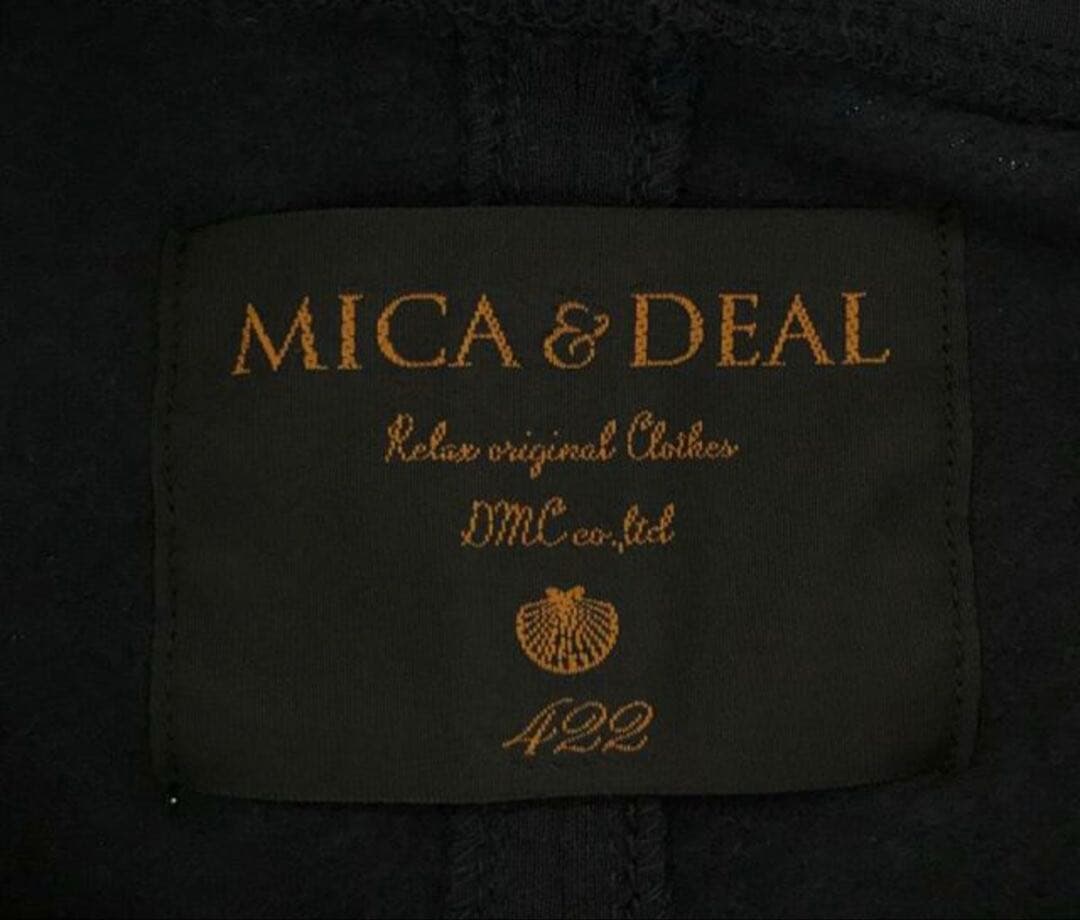 MICA & DEAL
Relax original Clothes
DMC co.,ltd
422